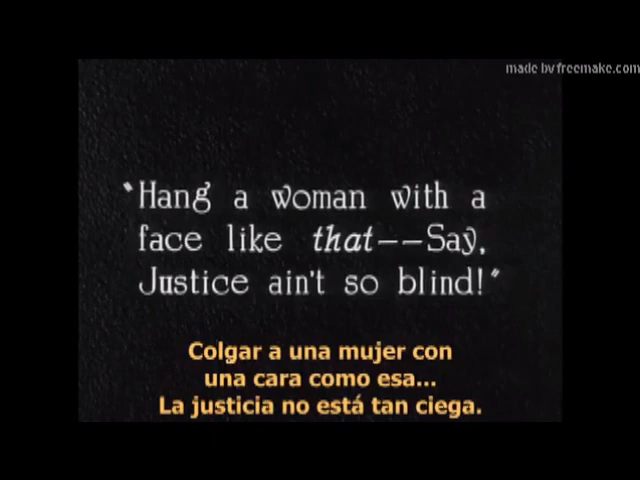 made by freemake.com
"Hang a woman with a
face like that--Say,
Justice ain't so blind!"
Colgar a una mujer con
una cara como esa...
La justicia no está tan ciega.